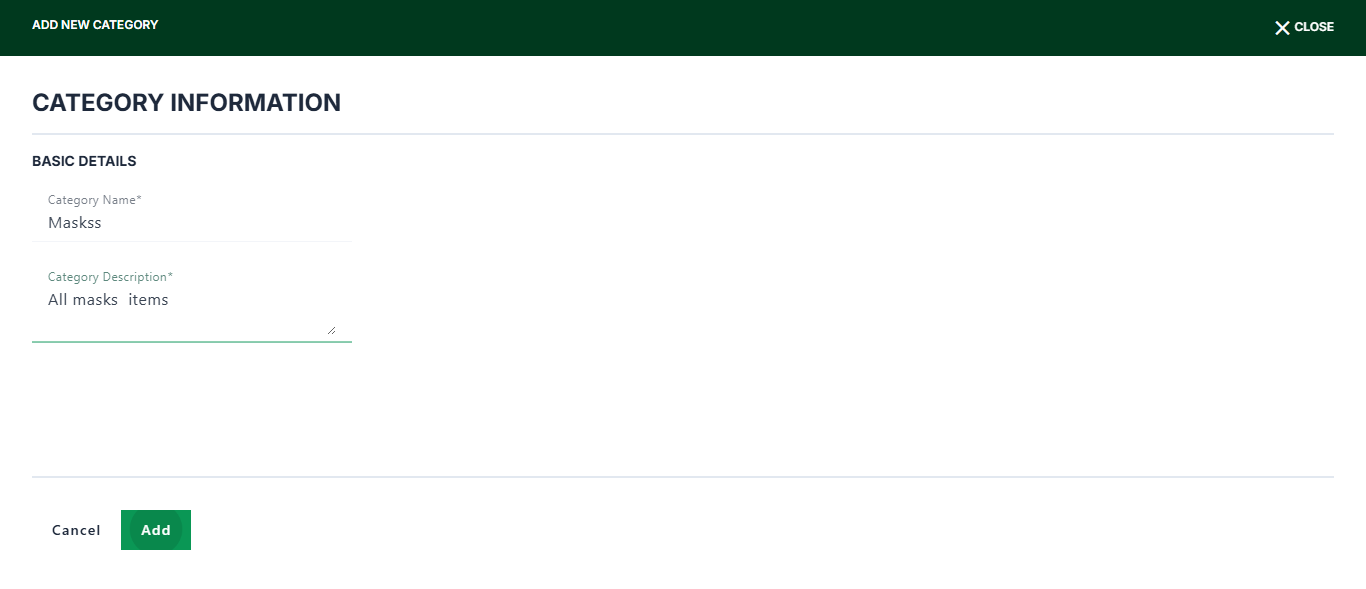 ADD NEW CATEGORY
CLOSE
CATEGORY INFORMATION
BASIC DETAILS
Category Name*
Maskss
Category Description*
All masks  items
Cancel
Add